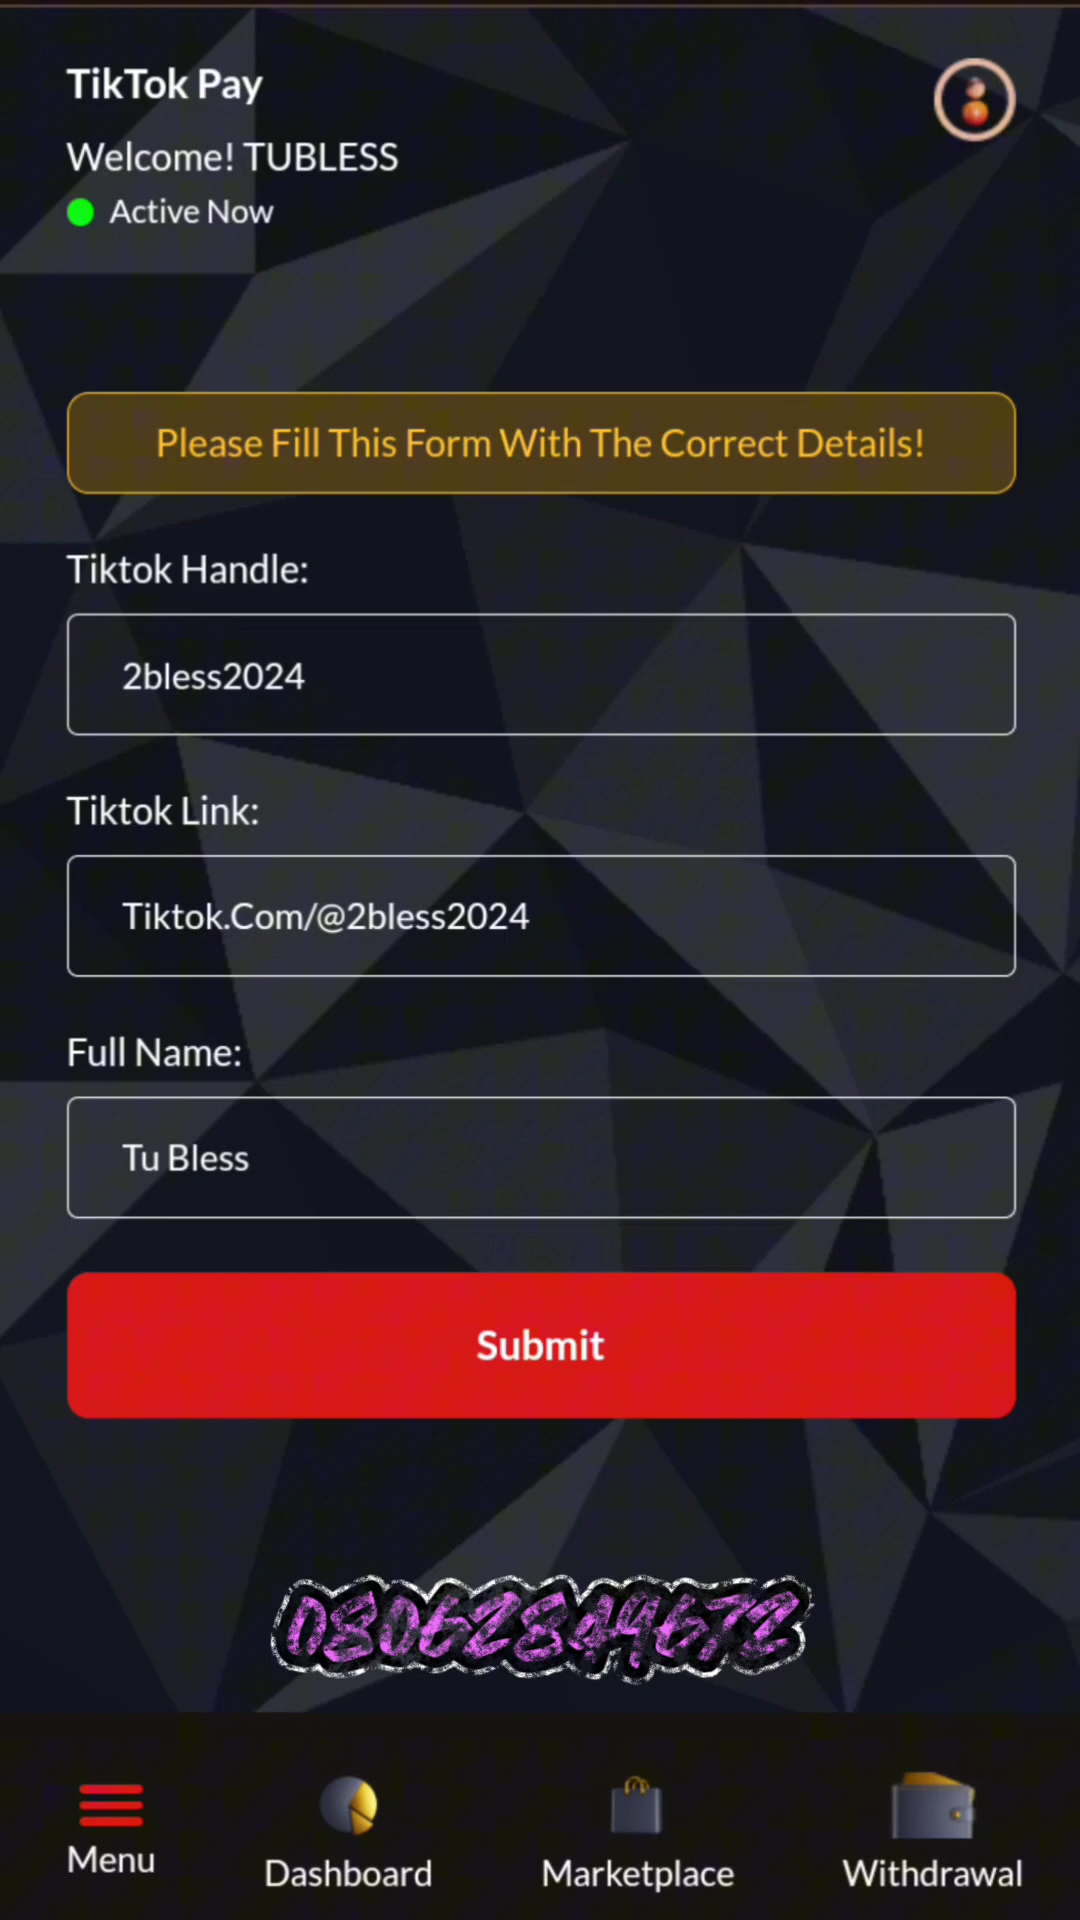 TikTok Pay
Welcome! TUBLESS
Active Now
Please Fill This Form With The Correct Details!
Tiktok Handle:
2bless2024
Tiktok Link:
Tiktok.Com/@2bless2024
Full Name:
Tu Bless
Submit
08062849672
Menu
Dashboard
Marketplace
Withdrawal